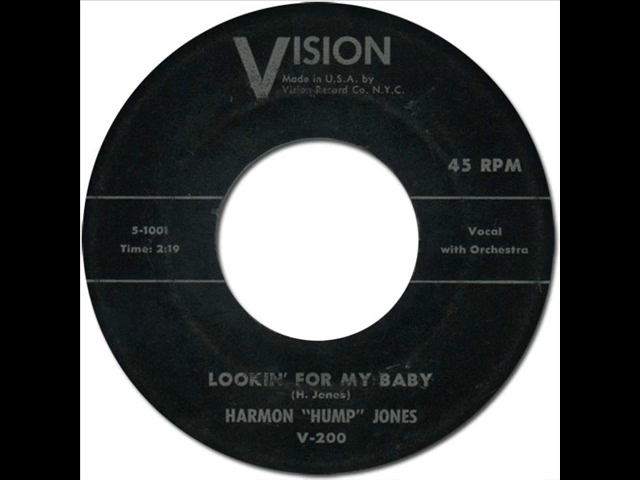 VISION
Made in U.S.A. by
Vision Record Co. N.Y.C.
45 RPM
5-1001
Time: 2:19
Vocal
with Orchestra
LOOKIN' FOR MY BABY
(H. Jones)
HARMON "HUMP" JONES
V-200